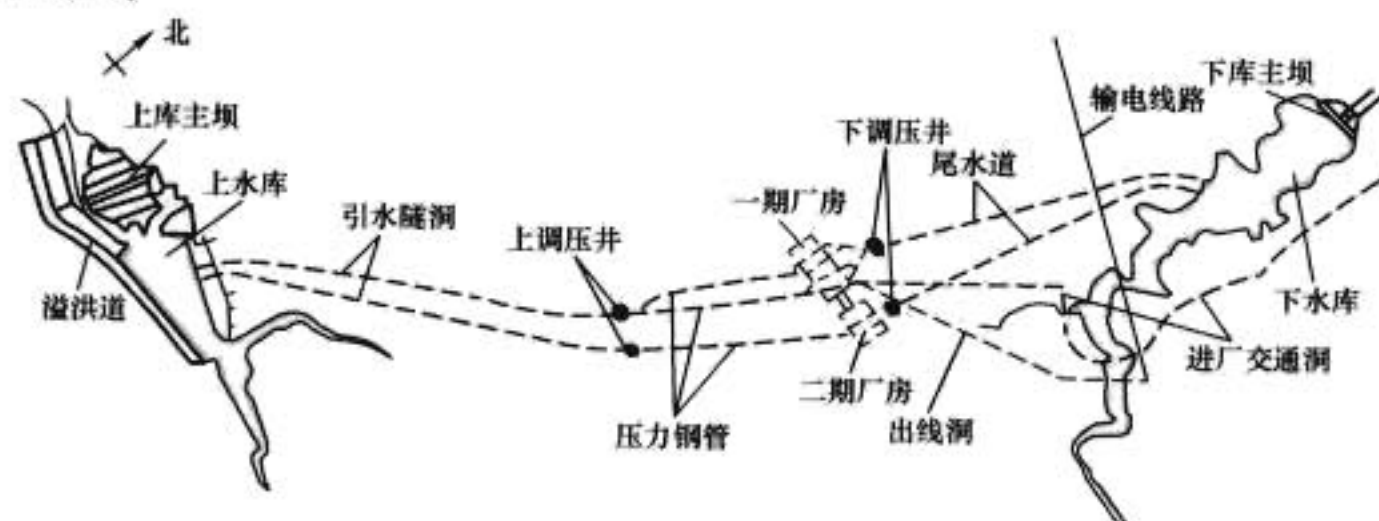 北
上库主坝
上水库
引水隧洞
溢洪道
上调压井
压力钢管
一期厂房
二期厂房
下调压井
尾水道
出线洞
输电线路
下库主坝
下水库
进厂交通洞